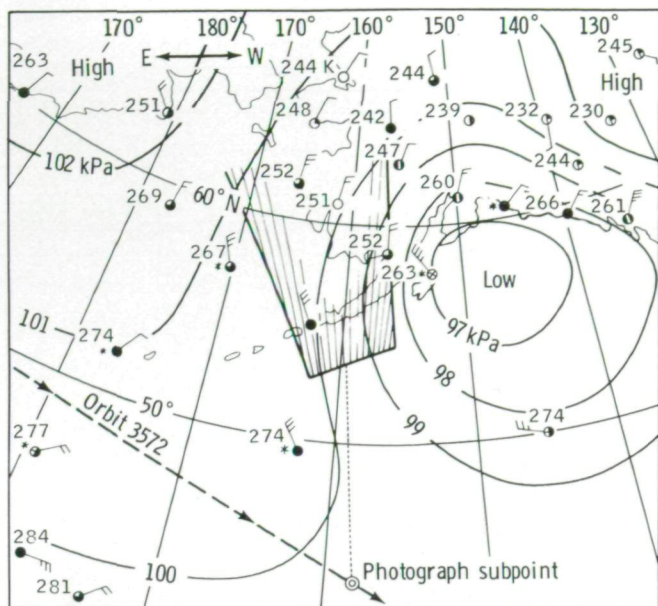 170° 180° 170° 160° 150° 140° 130°
263 High E W 244 K 244 245
High
251 248 242 239 232 230
102 kPa 252 247 244
269 60°N 251 260 266 261
267 252 263 Low
* * *
101 274 97 kPa
*
98
50° 99
Orbit 3572
277 274 274
* *
284 100 Photograph subpoint
281